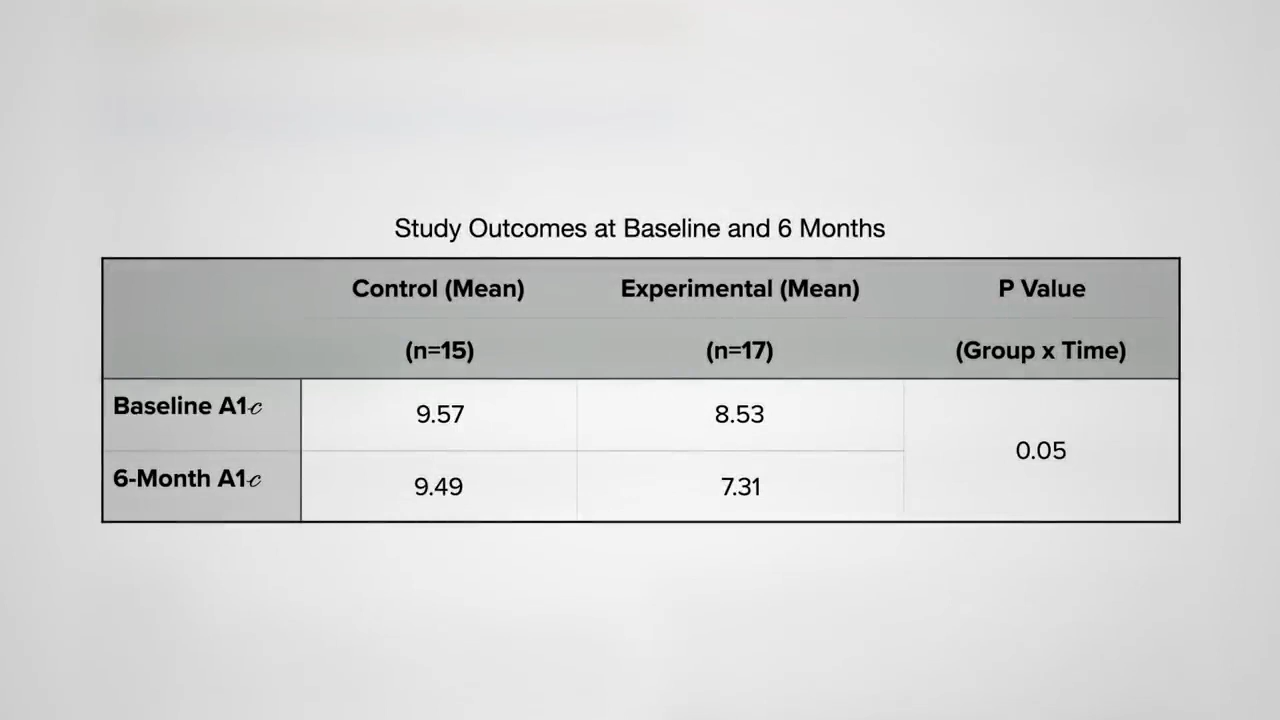 Study Outcomes at Baseline and 6 Months
Control (Mean) Experimental (Mean) P Value
(n=15) (n=17) (Group x Time)
Baseline A1c 9.57 8.53
0.05
6-Month A1c 9.49 7.31